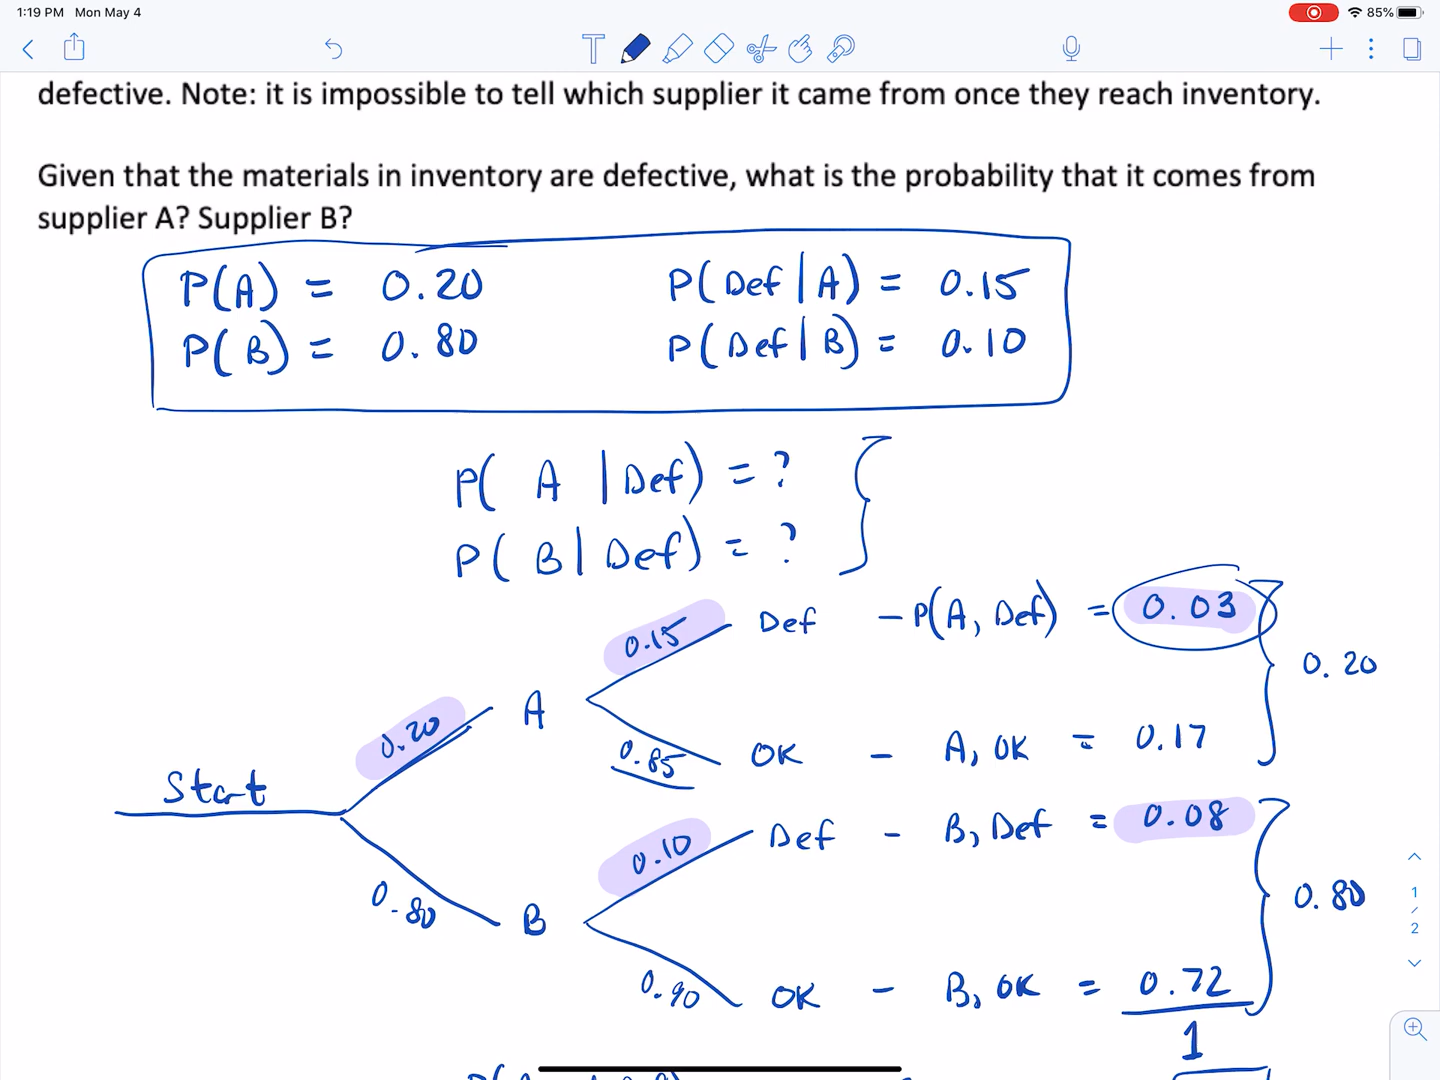 1:19 PM Mon May 4
85%
defective. Note: it is impossible to tell which supplier it came from once they reach inventory.
Given that the materials in inventory are defective, what is the probability that it comes from
supplier A? Supplier B?
P(A) = 0.20 P(Def | A) = 0.15
P(B) = 0.80 P(Def | B) = 0.10
P( A | Def) = ?
P( B | Def) = ?
0.15 Def - P(A, Def) = 0.03
0.20
0.20 A
0.85 OK - A, OK = 0.17
Start
0.10 Def - B, Def = 0.08
0.80 B
0.80
0.90 OK - B, OK = 0.72
1
1
/
2